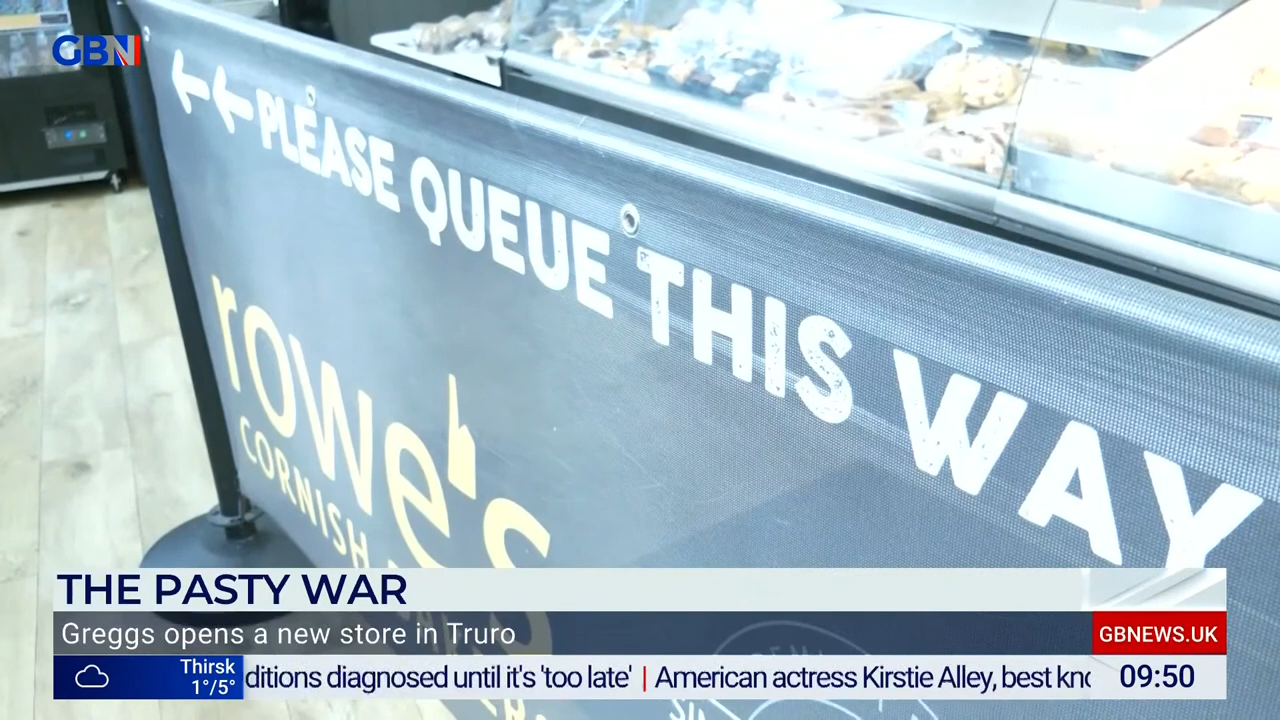 GBN
PLEASE QUEUE THIS WAY
rowe's
CORNISH
THE PASTY WAR
Greggs opens a new store in Truro
GBNEWS.UK
Thirsk
1°/5°
ditions diagnosed until it's 'too late' | American actress Kirstie Alley, best kno
09:50